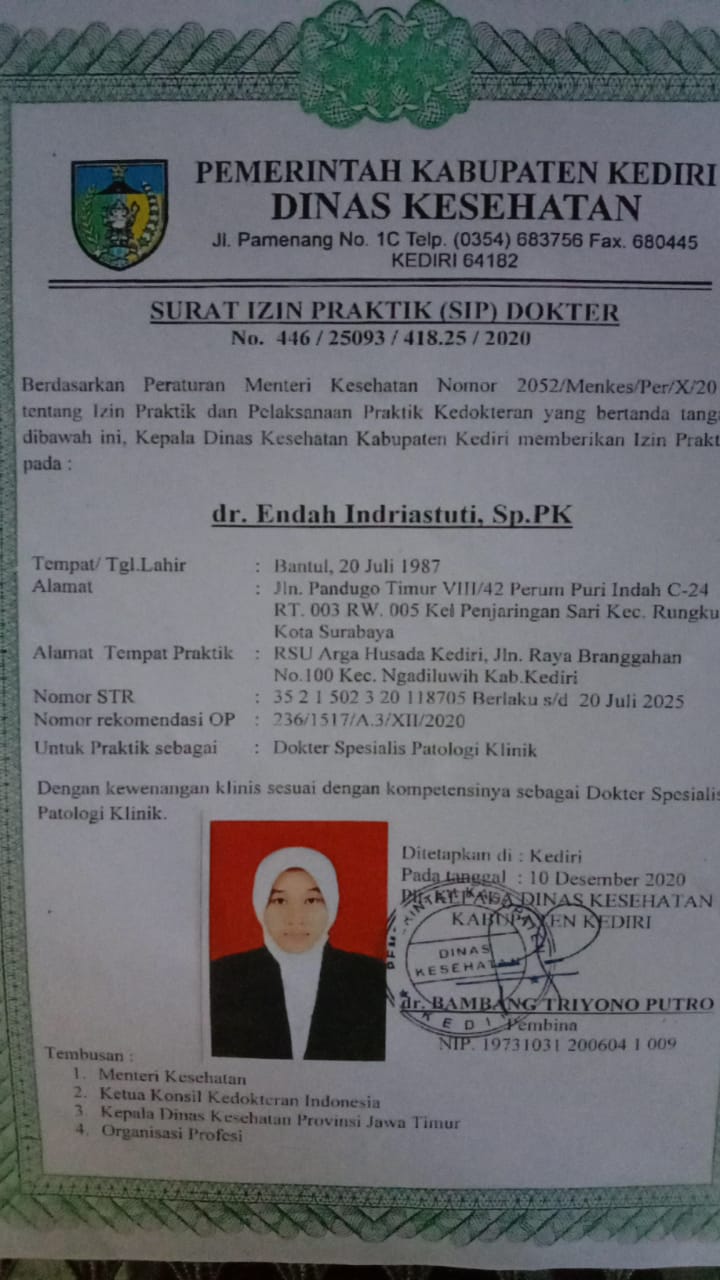 PEMERINTAH KABUPATEN KEDIRI
DINAS KESEHATAN
Jl. Pamenang No. 1C Telp. (0354) 683756 Fax. 680445
KEDIRI 64182
SURAT IZIN PRAKTIK (SIP) DOKTER
No. 446 / 25093 / 418.25 / 2020
Berdasarkan Peraturan Menteri Kesehatan Nomor 2052/Menkes/Per/X/20
tentang Izin Praktik dan Pelaksanaan Praktik Kedokteran yang bertanda tanga
dibawah ini, Kepala Dinas Kesehatan Kabupaten Kediri memberikan Izin Prakt
pada :
dr. Endah Indriastuti, Sp.PK
Tempat/ Tgl.Lahir : Bantul, 20 Juli 1987
Alamat : Jln. Pandugo Timur VIII/42 Perum Puri Indah C-24
RT. 003 RW. 005 Kel Penjaringan Sari Kec. Rungku
Kota Surabaya
Alamat Tempat Praktik : RSU Arga Husada Kediri, Jln. Raya Branggahan
No.100 Kec. Ngadiluwih Kab.Kediri
Nomor STR : 35 2 1 502 3 20 118705 Berlaku s/d 20 Juli 2025
Nomor rekomendasi OP : 236/1517/A.3/XII/2020
Untuk Praktik sebagai : Dokter Spesialis Patologi Klinik
Dengan kewenangan klinis sesuai dengan kompetensinya sebagai Dokter Spesialis
Patologi Klinik.
Ditetapkan di : Kediri
Pada tanggal : 10 Desember 2020
KEPALA DINAS KESEHATAN
KABUPATEN KEDIRI
DINAS
KESEHATAN
KEDIRI
dr. BAMBANG TRIYONO PUTRO
Pembina
NIP. 19731031 200604 1 009
Tembusan :
1. Menteri Kesehatan
2. Ketua Konsil Kedokteran Indonesia
3. Kepala Dinas Kesehatan Provinsi Jawa Timur
4. Organisasi Profesi